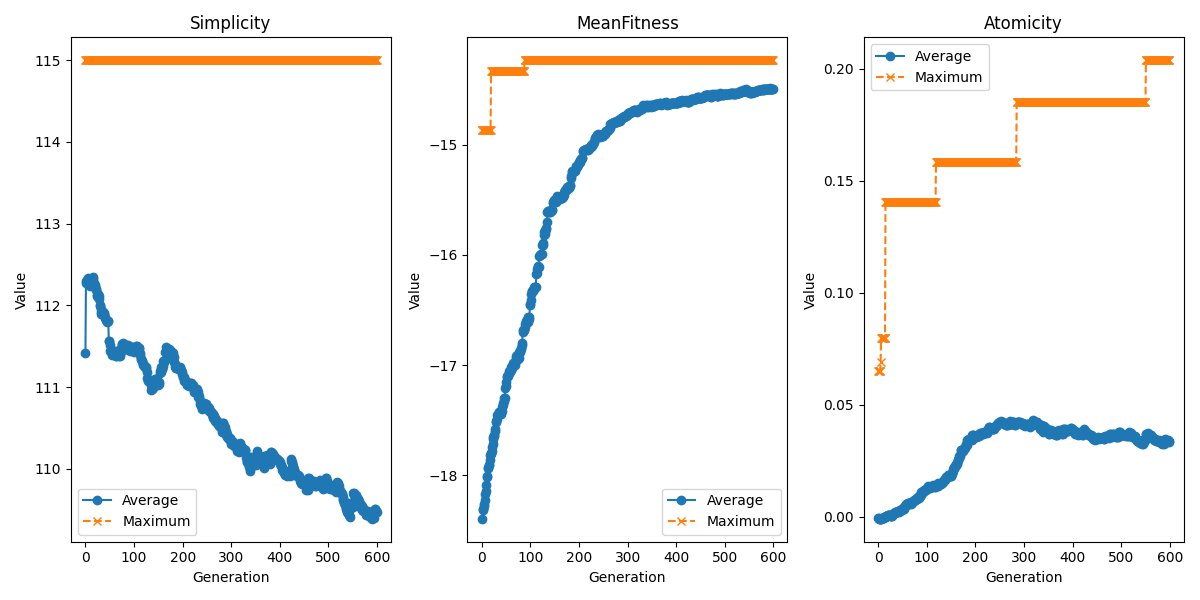 Simplicity
MeanFitness
Atomicity
Value
115
114
113
112
111
110
Average
Maximum
0 100 200 300 400 500 600
Generation
Value
−15
−16
−17
−18
Average
Maximum
0 100 200 300 400 500 600
Generation
Value
0.20
0.15
0.10
0.05
0.00
Average
Maximum
0 100 200 300 400 500 600
Generation